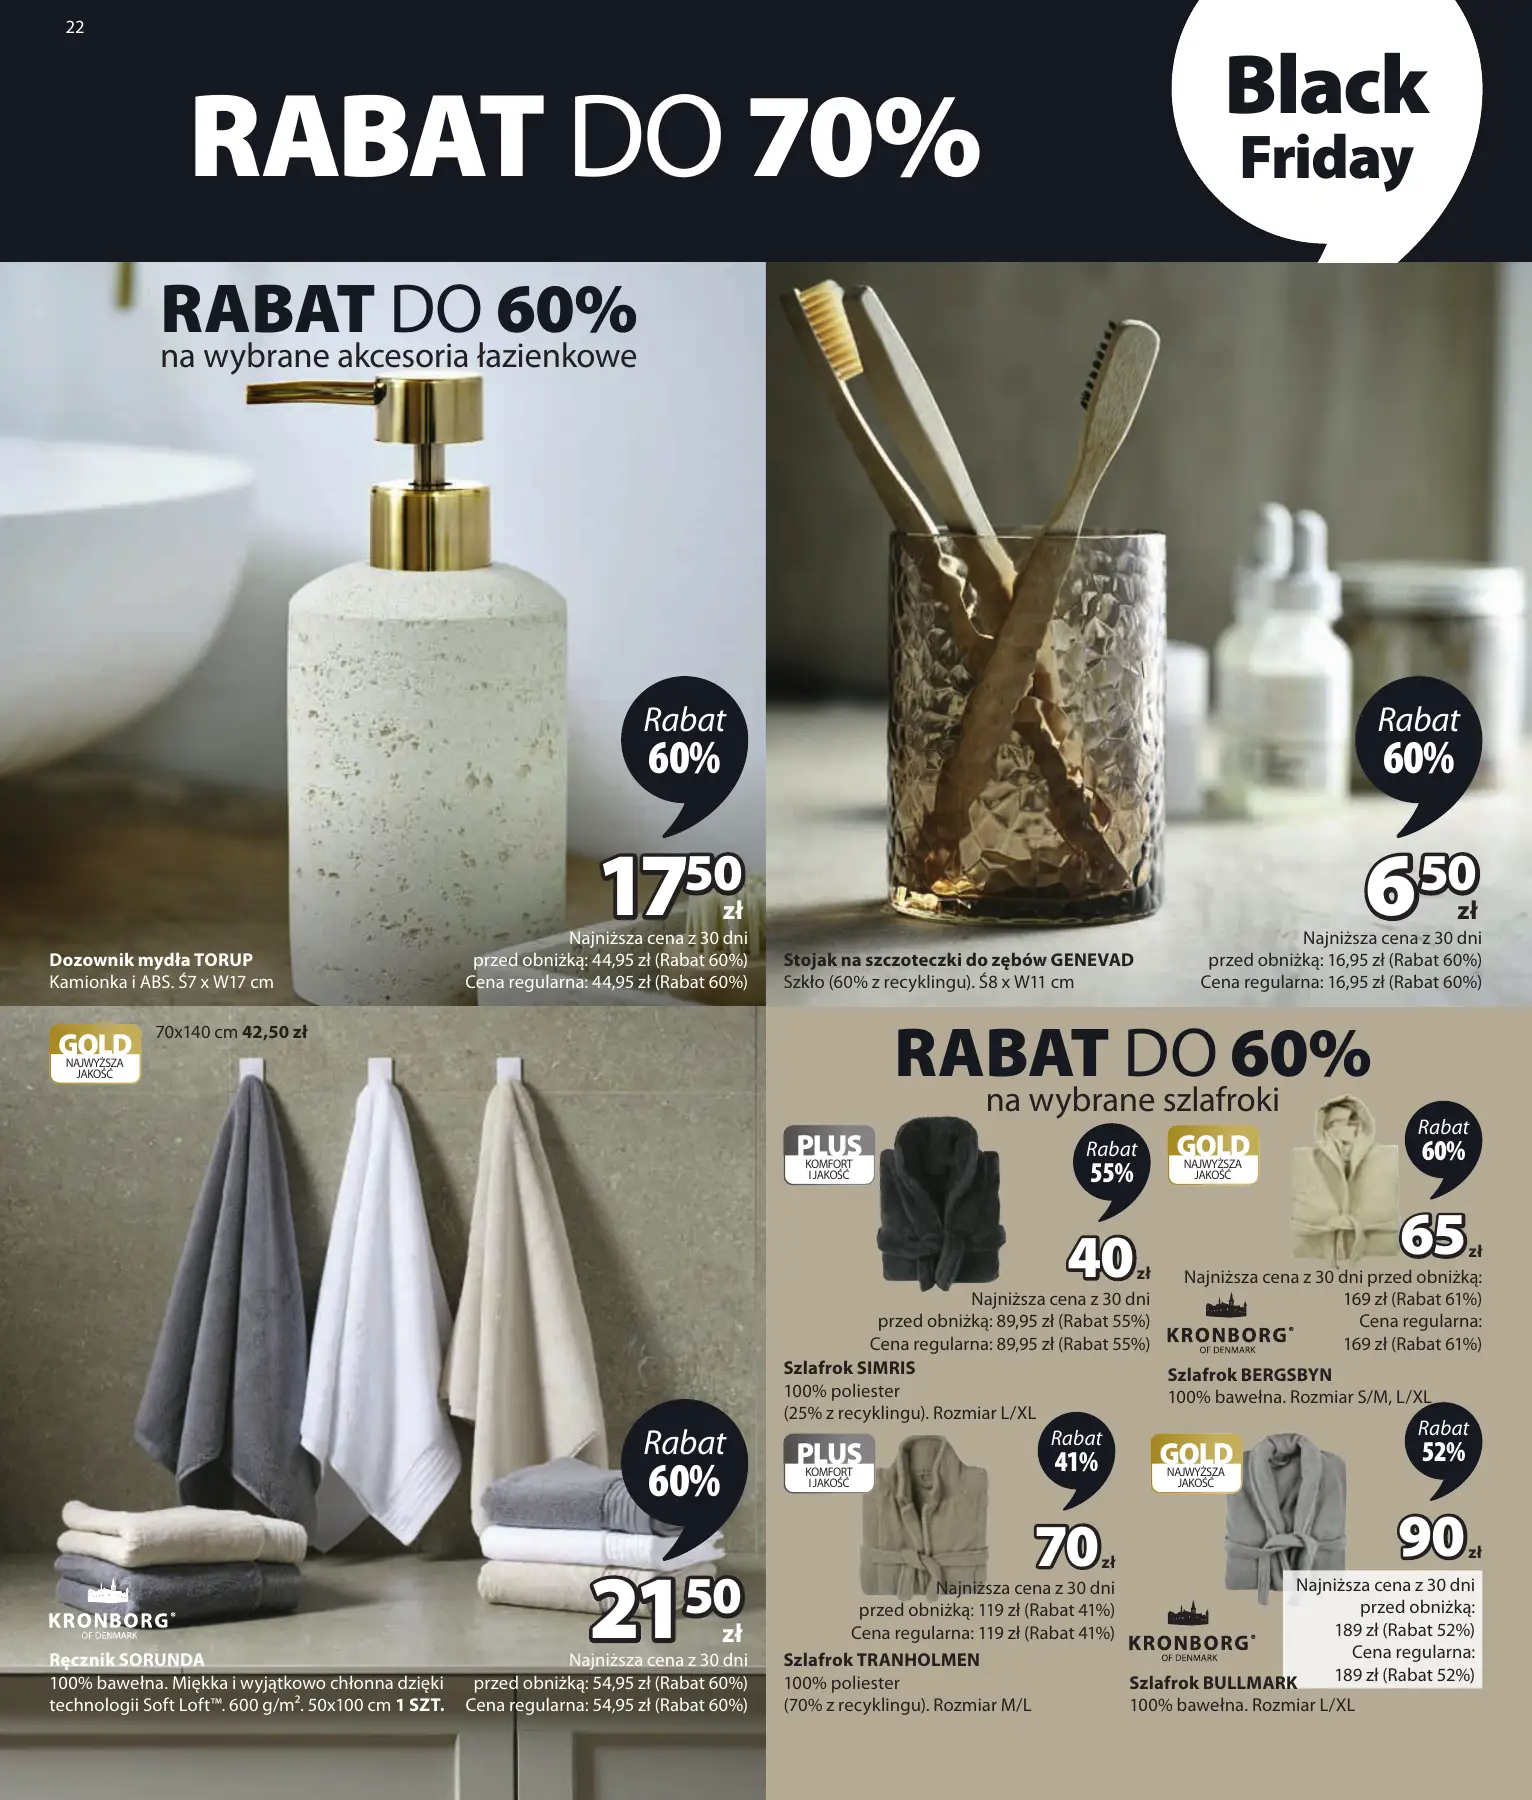 22
RABAT DO 70%
Black
Friday
RABAT DO 60%
na wybrane akcesoria łazienkowe
Rabat
60%
17 50
zł
Najniższa cena z 30 dni
przed obniżką: 44,95 zł (Rabat 60%)
Cena regularna: 44,95 zł (Rabat 60%)
Dozownik mydła TORUP
Kamionka i ABS. Ś7 x W17 cm
Rabat
60%
6 50
zł
Najniższa cena z 30 dni
przed obniżką: 16,95 zł (Rabat 60%)
Cena regularna: 16,95 zł (Rabat 60%)
Stojak na szczoteczki do zębów GENEVAD
Szkło (60% z recyklingu). Ś8 x W11 cm
GOLD
NAJWYŻSZA
JAKOŚĆ
70x140 cm 42,50 zł
Rabat
60%
21 50
zł
KRONBORG®
OF DENMARK
Ręcznik SORUNDA
100% bawełna. Miękka i wyjątkowo chłonna dzięki
technologii Soft Loft™. 600 g/m². 50x100 cm 1 SZT.
Najniższa cena z 30 dni
przed obniżką: 54,95 zł (Rabat 60%)
Cena regularna: 54,95 zł (Rabat 60%)
RABAT DO 60%
na wybrane szlafroki
PLUS
KOMFORT
I JAKOŚĆ
Rabat
55%
40 zł
Najniższa cena z 30 dni
przed obniżką: 89,95 zł (Rabat 55%)
Cena regularna: 89,95 zł (Rabat 55%)
Szlafrok SIMRIS
100% poliester
(25% z recyklingu). Rozmiar L/XL
GOLD
NAJWYŻSZA
JAKOŚĆ
Rabat
60%
65 zł
Najniższa cena z 30 dni przed obniżką:
169 zł (Rabat 61%)
Cena regularna:
169 zł (Rabat 61%)
KRONBORG®
OF DENMARK
Szlafrok BERGSBYN
100% bawełna. Rozmiar S/M, L/XL
PLUS
KOMFORT
I JAKOŚĆ
Rabat
41%
70 zł
Najniższa cena z 30 dni
przed obniżką: 119 zł (Rabat 41%)
Cena regularna: 119 zł (Rabat 41%)
Szlafrok TRANHOLMEN
100% poliester
(70% z recyklingu). Rozmiar M/L
GOLD
NAJWYŻSZA
JAKOŚĆ
Rabat
52%
90 zł
Najniższa cena z 30 dni
przed obniżką:
189 zł (Rabat 52%)
Cena regularna:
189 zł (Rabat 52%)
KRONBORG®
OF DENMARK
Szlafrok BULLMARK
100% bawełna. Rozmiar L/XL